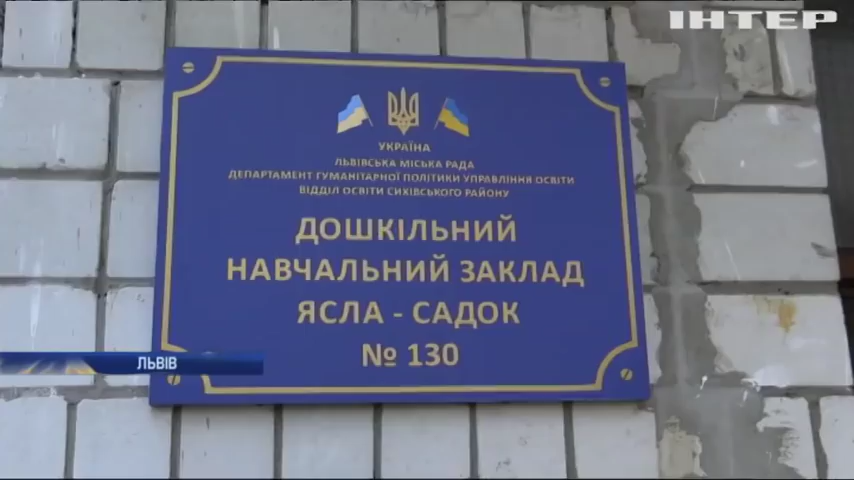 ІНТЕР
УКРАЇНА
ЛЬВІВСЬКА МІСЬКА РАДА
ДЕПАРТАМЕНТ ГУМАНІТАРНОЇ ПОЛІТИКИ УПРАВЛІННЯ ОСВІТИ
ВІДДІЛ ОСВІТИ СИХІВСЬКОГО РАЙОНУ
ДОШКІЛЬНИЙ
НАВЧАЛЬНИЙ ЗАКЛАД
ЯСЛА - САДОК
№ 130
ЛЬВІВ